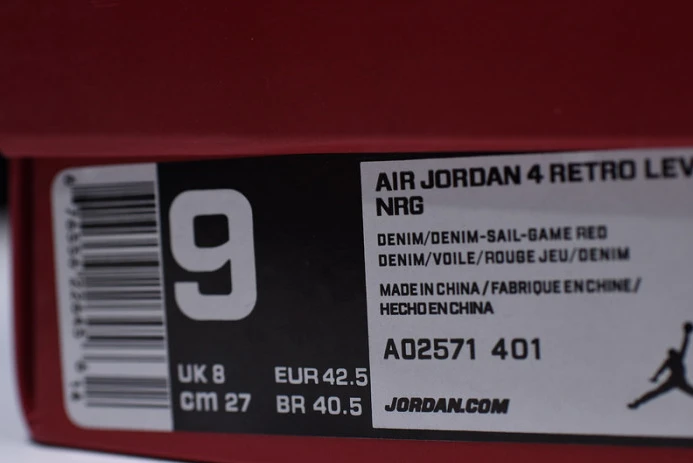 9
UK 8 EUR 42.5
cm 27 BR 40.5
AIR JORDAN 4 RETRO LEV
NRG
DENIM/DENIM-SAIL-GAME RED
DENIM/VOILE/ROUGE JEU/DENIM
MADE IN CHINA/FABRIQUE EN CHINE/
HECHO EN CHINA
AO2571 401
JORDAN.COM